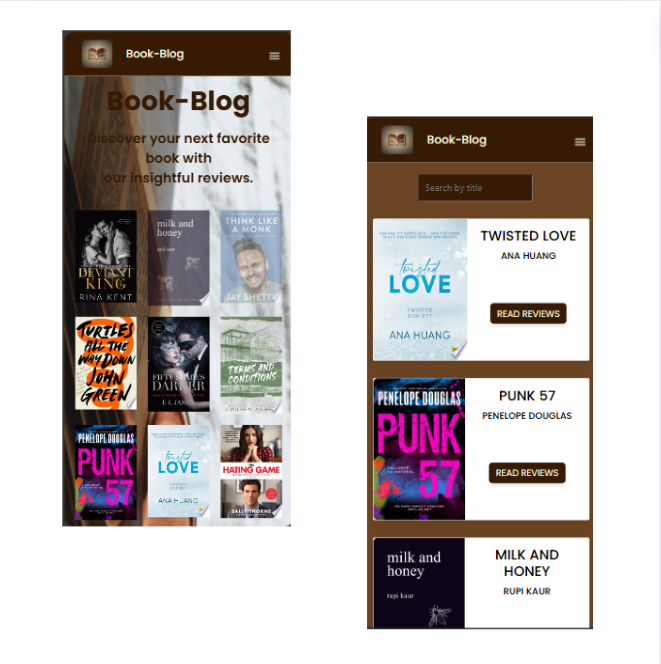 Book-Blog
Book-Blog
Discover your next favorite
book with
our insightful reviews.
DEVIANT
KING
RINA KENT
milk and
honey
rupi kaur
THINK LIKE
A MONK
JAY SHETTY
TURTLES
ALL THE
WAY DOWN
JOHN
GREEN
FIFTY SHADES
DARKER
E L JAMES
TERMS AND
CONDITIONS
LAUREN ASHER
PENELOPE DOUGLAS
PUNK
57
twisted
LOVE
ANA HUANG
THE
HATING GAME
SALLY THORNE
Book-Blog
Search by title
twisted
LOVE
TWISTED
ANA HUANG
TWISTED LOVE
ANA HUANG
READ REVIEWS
PENELOPE DOUGLAS
PUNK
57
PUNK 57
PENELOPE DOUGLAS
READ REVIEWS
milk and
honey
rupi kaur
MILK AND
HONEY
RUPI KAUR